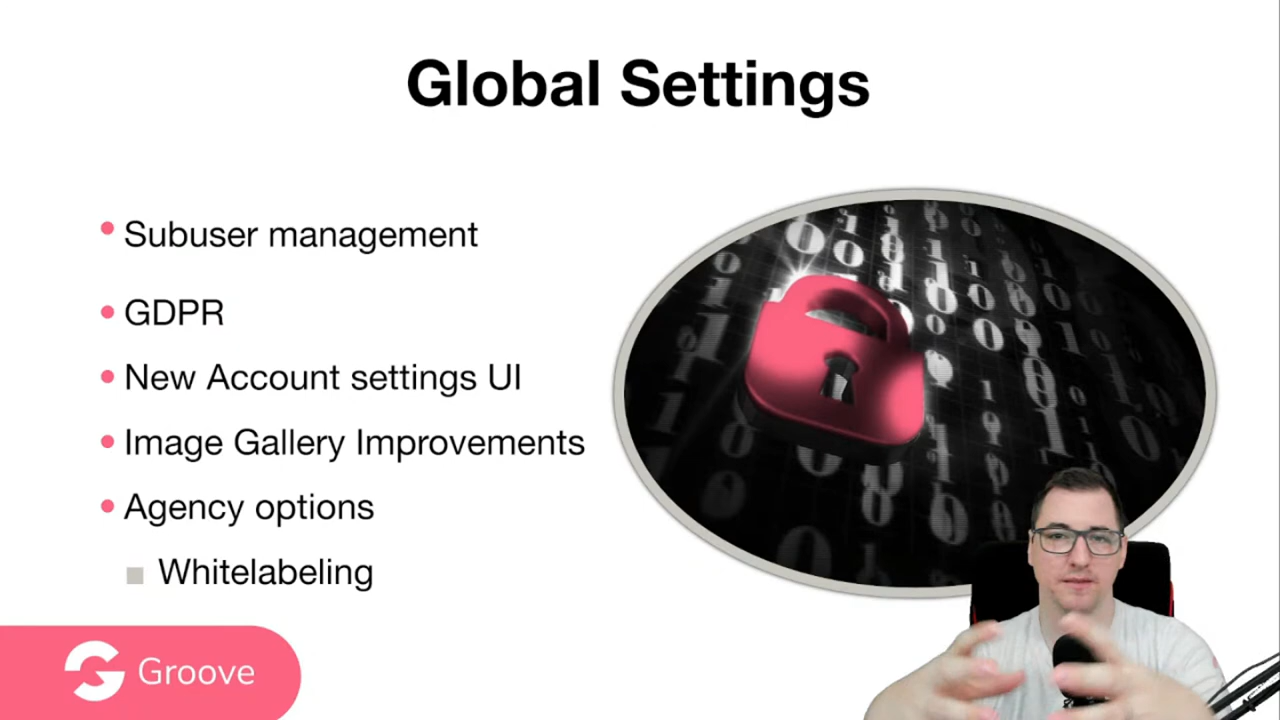 Global Settings
Subuser management
GDPR
New Account settings UI
Image Gallery Improvements
Agency options
Whitelabeling
Groove